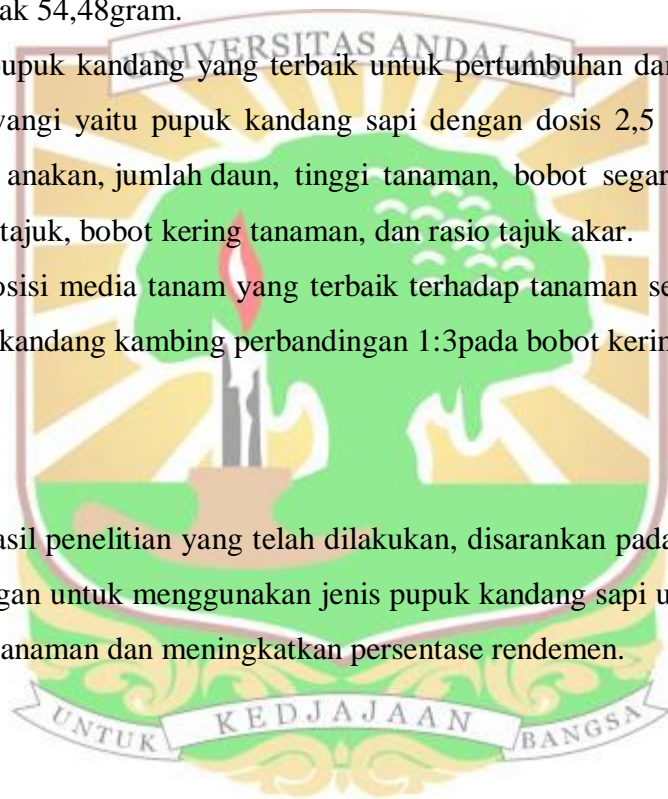 ak 54,48gram.
UNIVERSITAS ANDALAS
pupuk kandang yang terbaik untuk pertumbuhan dan
wangi yaitu pupuk kandang sapi dengan dosis 2,5
anakan, jumlah daun, tinggi tanaman, bobot segar
tajuk, bobot kering tanaman, dan rasio tajuk akar.
osisi media tanam yang terbaik terhadap tanaman se
kandang kambing perbandingan 1:3pada bobot kerin
asil penelitian yang telah dilakukan, disarankan pada
gan untuk menggunakan jenis pupuk kandang sapi u
tanaman dan meningkatkan persentase rendemen.
UNTUK KEDJAJAAN BANGSA